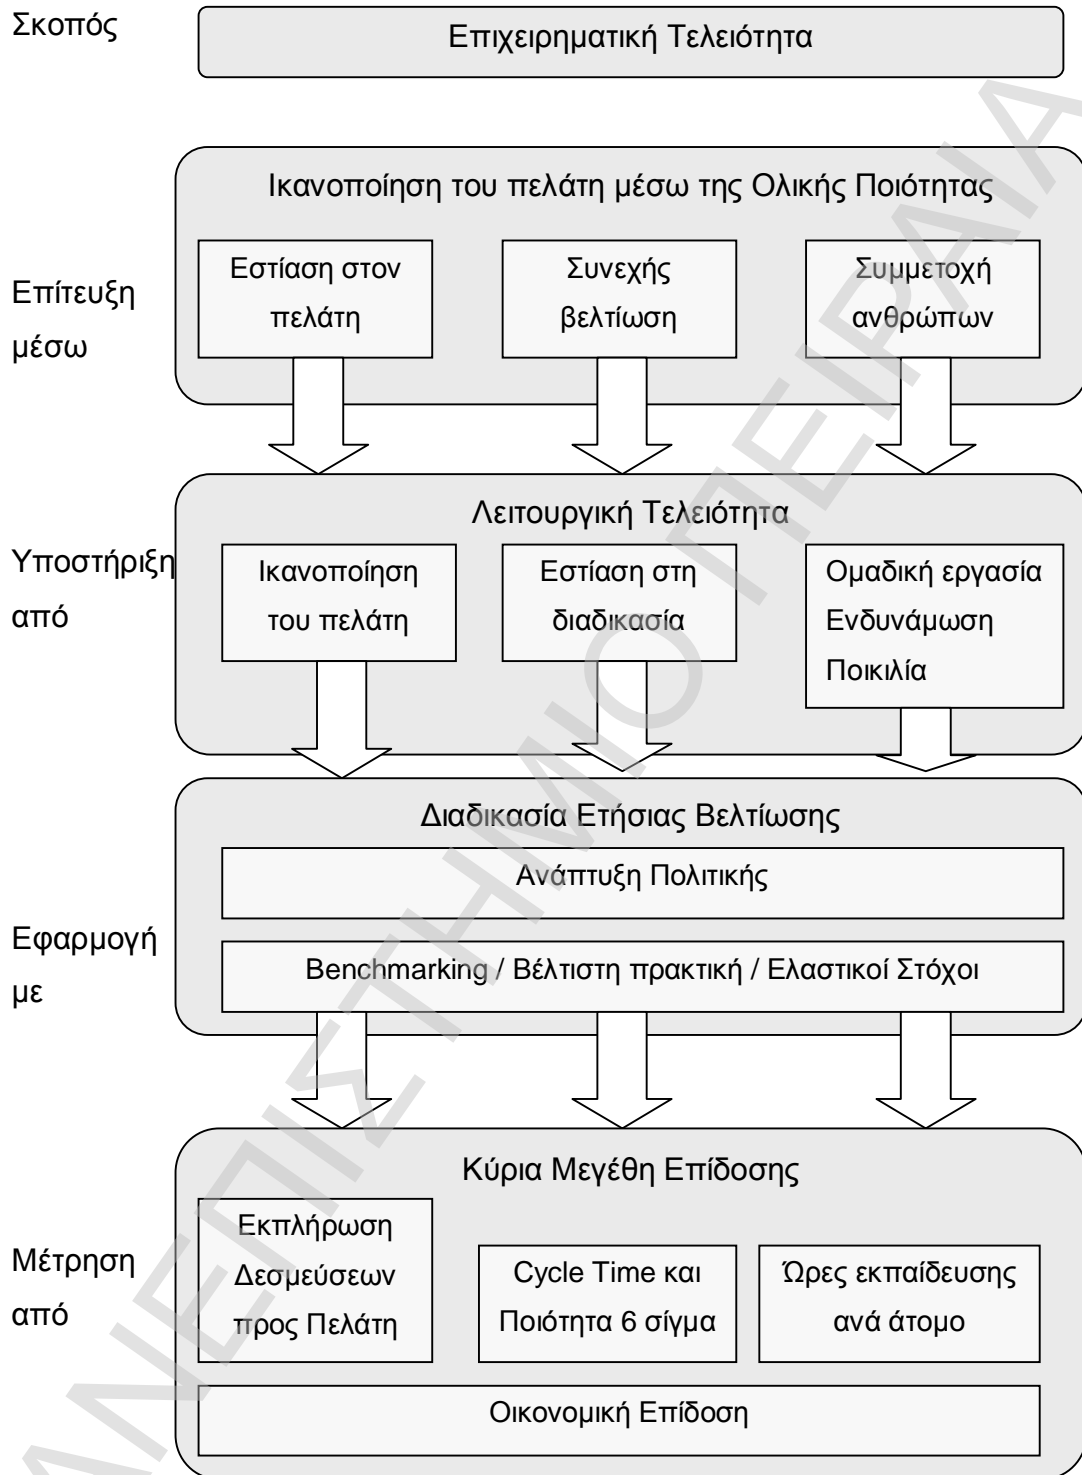 Σκοπός
Επιχειρηματική Τελειότητα
Επίτευξη
μέσω
Ικανοποίηση του πελάτη μέσω της Ολικής Ποιότητας
Εστίαση στον
πελάτη
Συνεχής
βελτίωση
Συμμετοχή
ανθρώπων
Υποστήριξη
από
Λειτουργική Τελειότητα
Ικανοποίηση
του πελάτη
Εστίαση στη
διαδικασία
Ομαδική εργασία
Ενδυνάμωση
Ποικιλία
Εφαρμογή
με
Διαδικασία Ετήσιας Βελτίωσης
Ανάπτυξη Πολιτικής
Benchmarking / Βέλτιστη πρακτική / Ελαστικοί Στόχοι
Μέτρηση
από
Κύρια Μεγέθη Επίδοσης
Εκπλήρωση
Δεσμεύσεων
προς Πελάτη
Cycle Time και
Ποιότητα 6 σίγμα
Ώρες εκπαίδευσης
ανά άτομο
Οικονομική Επίδοση
ΑΝΕΠΙΣΤΗΜΙΟ ΠΕΙΡΑΙΑ